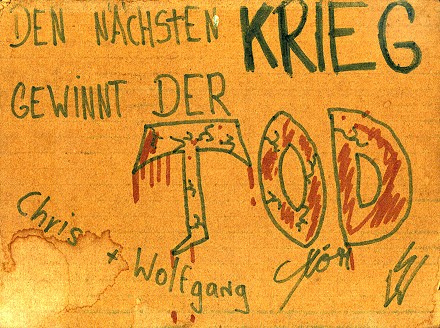 DEN NÄCHSTEN KRIEG
GEWINNT DER
TOD
Chris
+ Wolfgang